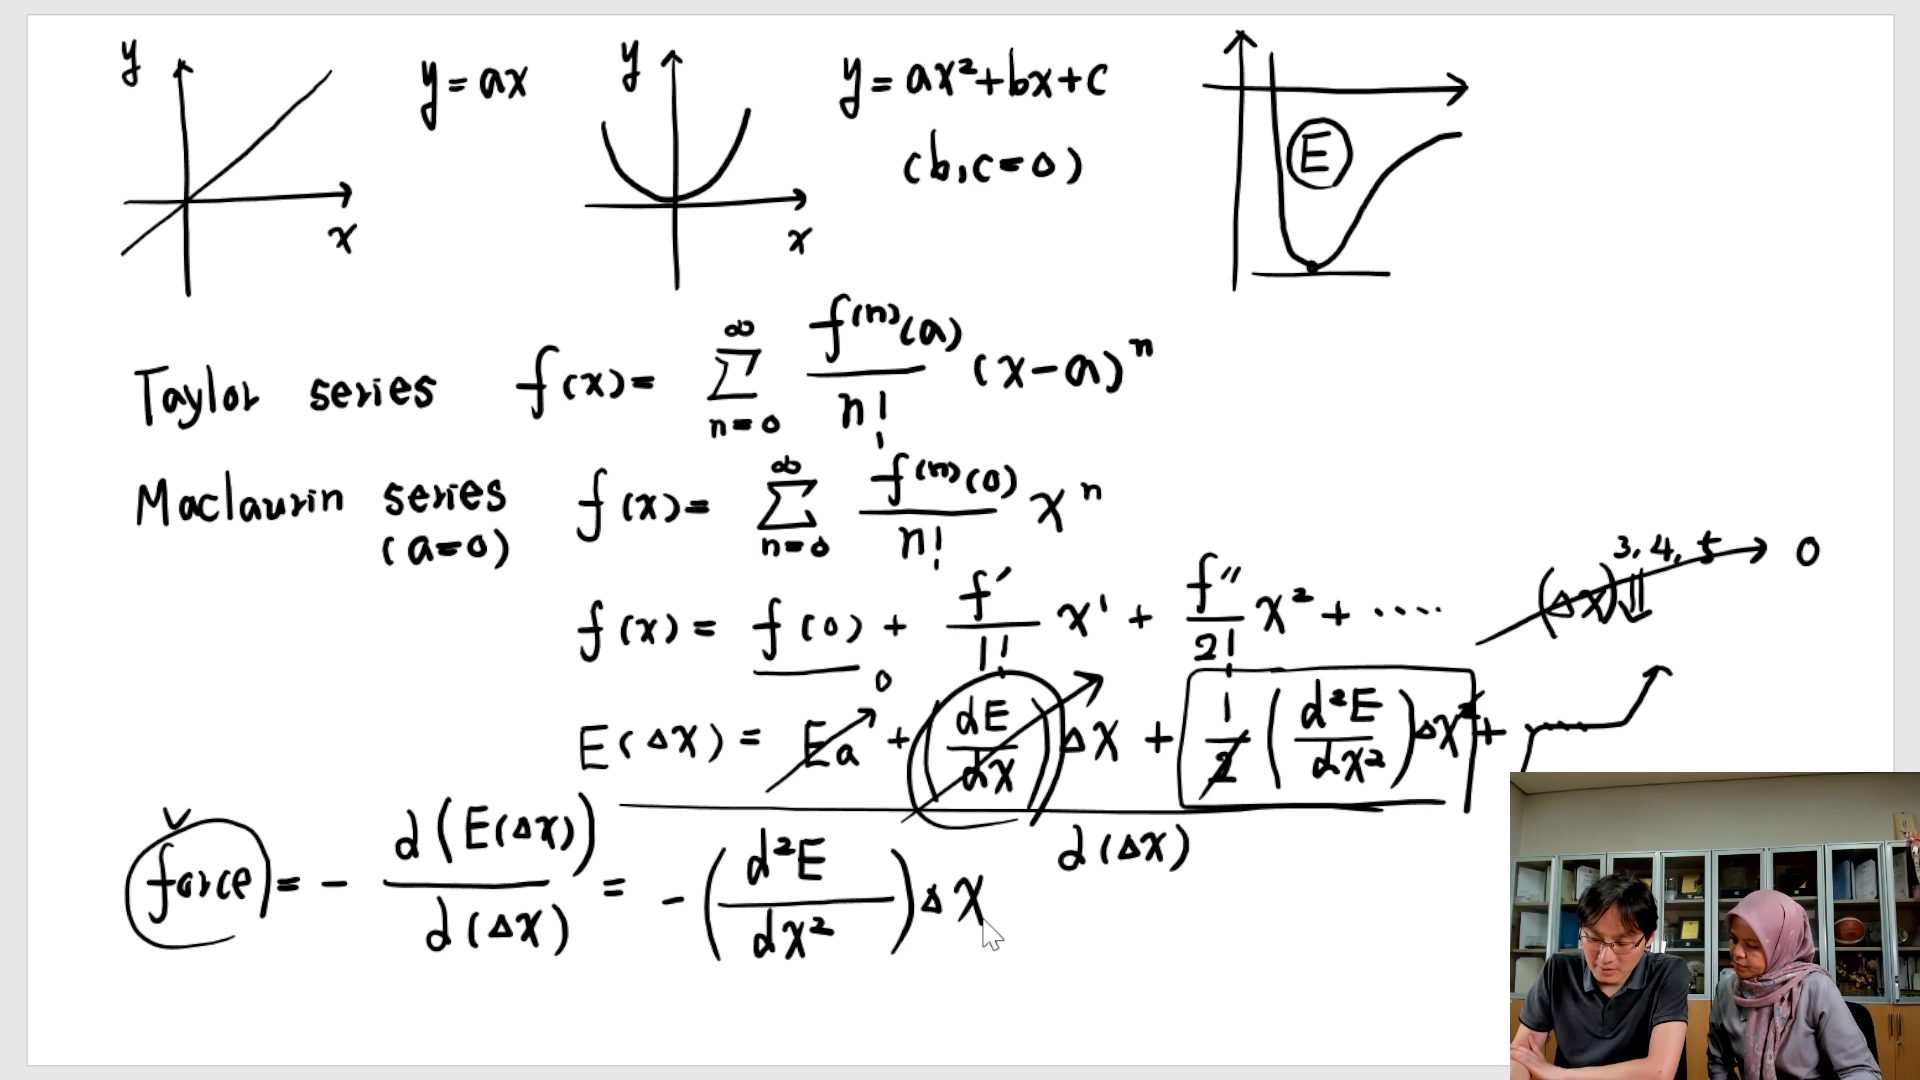 y y = ax y y = ax² + bx + c
(b, c = 0)
E
x x
Taylor series f(x) = ∞ Σ n=0 f⁽ⁿ⁾(a) / n! (x-a)ⁿ
Maclaurin series f(x) = ∞ Σ n=0 f⁽ⁿ⁾(0) / n! xⁿ
(a=0)
f(x) = f(0) + f′ / 1! x¹ + f″ / 2! x² + ....
(Δx) 3, 4, 5 → 0
E(Δx) = Ea → 0 + (dE / dx) Δx + 1 / 2 (d²E / dx²) Δx² +
d(Δx)
force = - d(E(Δx)) / d(Δx) = - (d²E / dx²) Δx